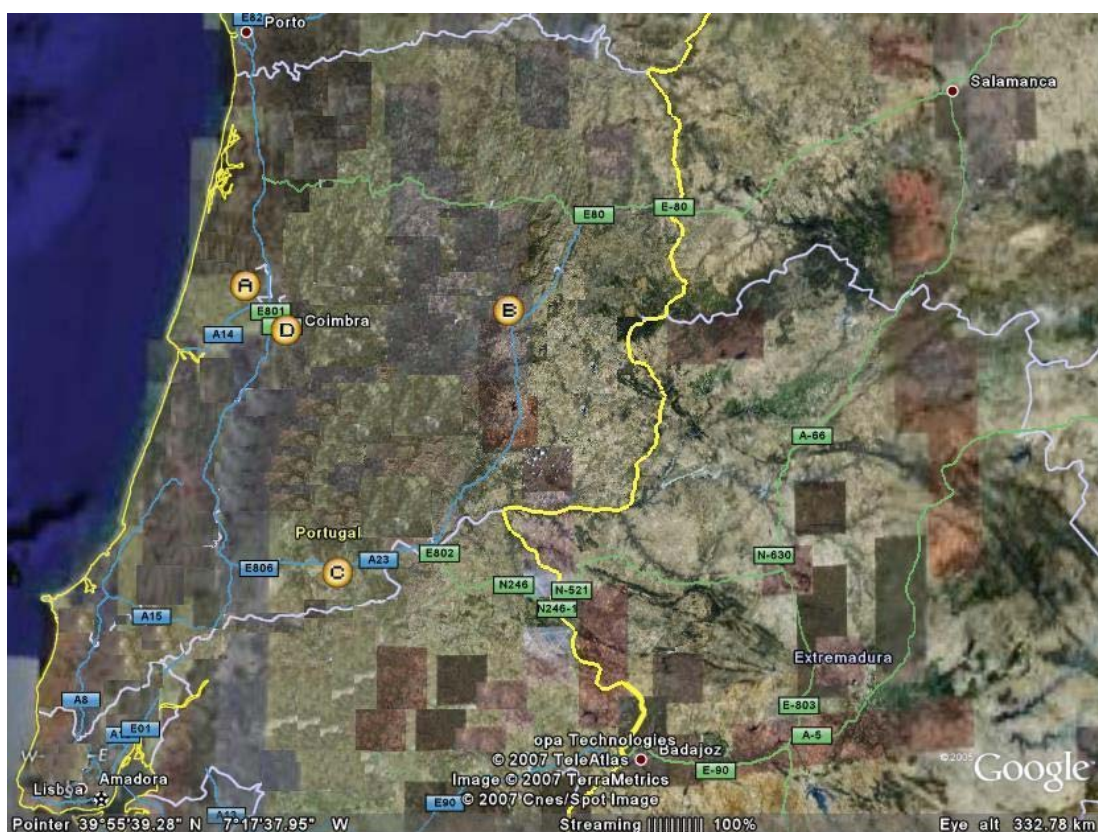 E82
Porto
Salamanca
E80
E-80
A
B
E801
D
Coimbra
A14
A-66
Portugal
E802
A23
N-630
E806
C
N246
N-521
N246-1
A15
Extremadura
A8
E-803
E01
A-5
opa Technologies
W
E
Badajoz
© 2007 TeleAtlas
© 2005
Google
Amadora
Image © 2007 TerraMetrics
E-90
Lisboa
© 2007 Cnes/Spot Image
E90
Pointer 39°55'39.28" N 7°17'37.95" W
Streaming |||||||||| 100%
Eye alt 332.78 km